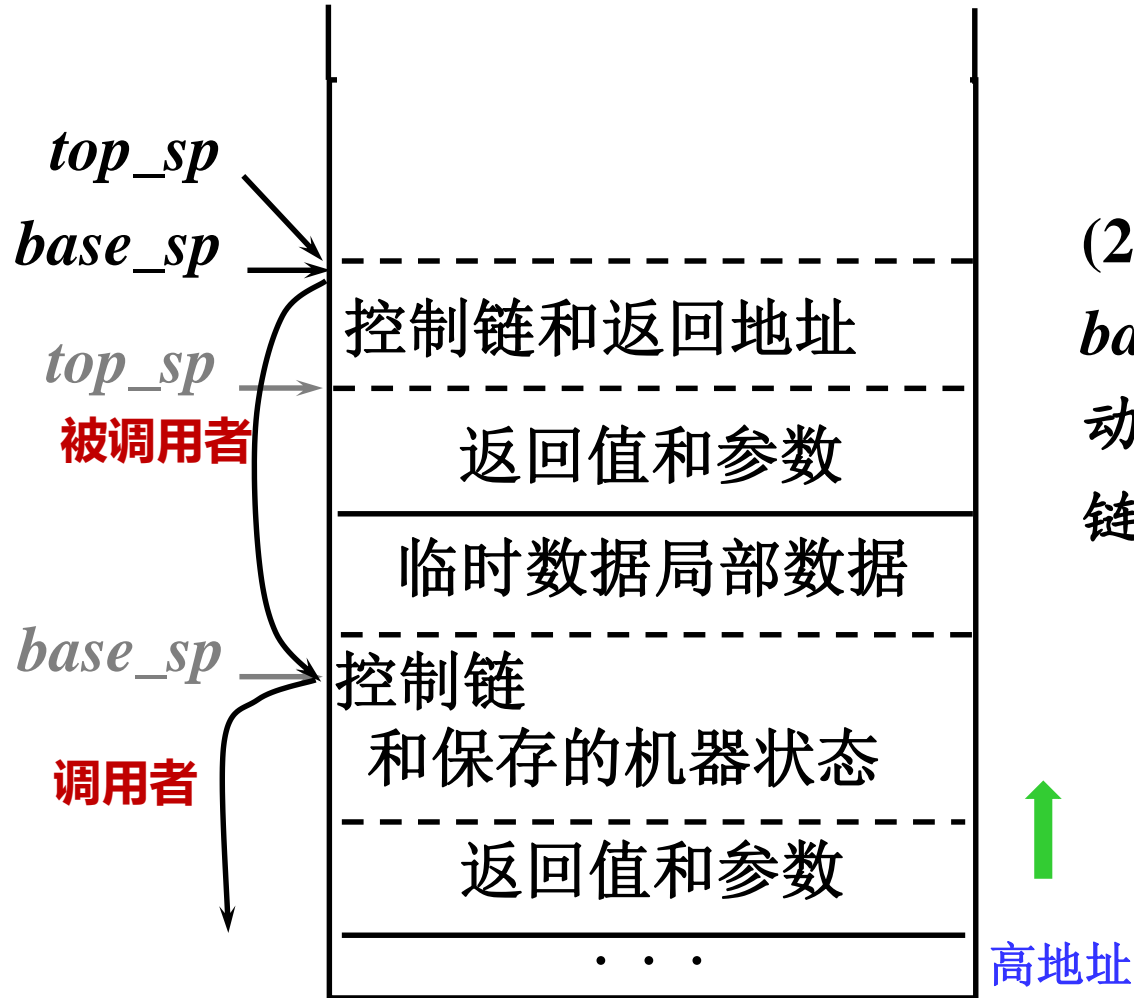 top_sp
base_sp
(2
ba
控制链和返回地址
top_sp
动
被调用者
返回值和参数
链
临时数据局部数据
base_sp
控制链
和保存的机器状态
调用者
返回值和参数
. . .
高地址